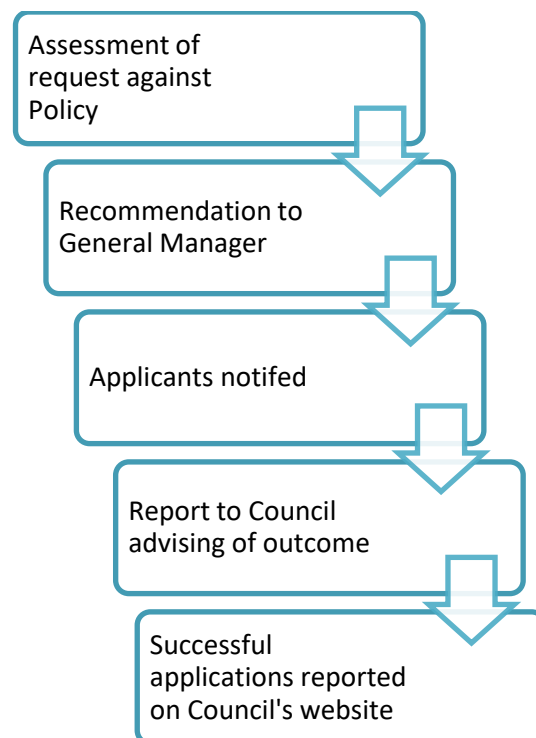 Assessment of
request against
Policy
Recommendation to
General Manager
Applicants notifed
Report to Council
advising of outcome
Successful
applications reported
on Council's website